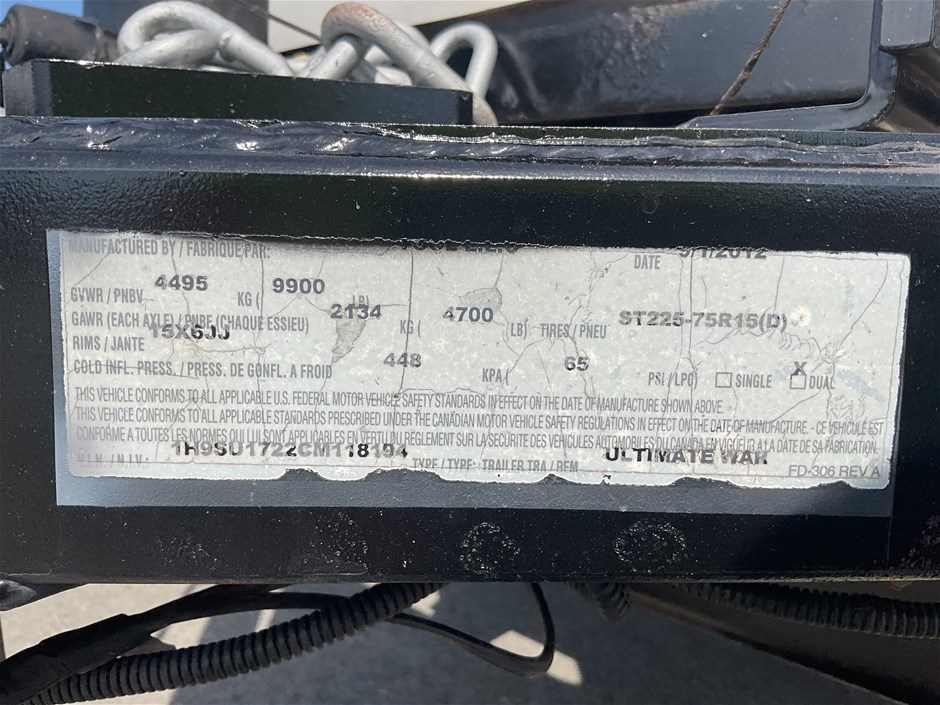 MANUFACTURED BY / FABRIQUE PAR:
DATE 9/1/2012
GVWR / PNBV 4495 KG ( 9900 LB)
GAWR (EACH AXLE) / PNBE (CHAQUE ESSIEU) 2134 KG ( 4700 LB) TIRES / PNEU ST225-75R15(D)
RIMS / JANTE 15X6JJ
COLD INFL. PRESS. / PRESS. DE GONFL. A FROID 448 KPA ( 65 PSI / LPC) SINGLE X DUAL
THIS VEHICLE CONFORMS TO ALL APPLICABLE U.S. FEDERAL MOTOR VEHICLE SAFETY STANDARDS IN EFFECT ON THE DATE OF MANUFACTURE SHOWN ABOVE.
THIS VEHICLE CONFORMS TO ALL APPLICABLE STANDARDS PRESCRIBED UNDER THE CANADIAN MOTOR VEHICLE SAFETY REGULATIONS IN EFFECT ON THE DATE OF MANUFACTURE. - CE VÉHICULE EST
CONFORME A TOUTES LES NORMES QUI LUI SONT APPLICABLES EN VERTU DU REGLEMENT SUR LA SECURITE DES VEHICULES AUTOMOBILES DU CANADA EN VIGUEUR A LA DATE DE SA FABRICATION.
V.I.N. / N.I.V.: 1H9SU1722CM118194 TYPE / TYPE: TRAILER TRA / REM ULTIMATE WAR
FD-306 REV A